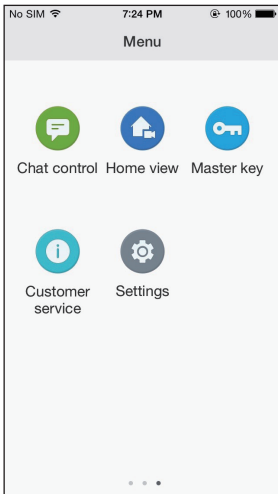 No SIM 7:24 PM 100%
Menu
Chat control Home view Master key
Customer Settings
service